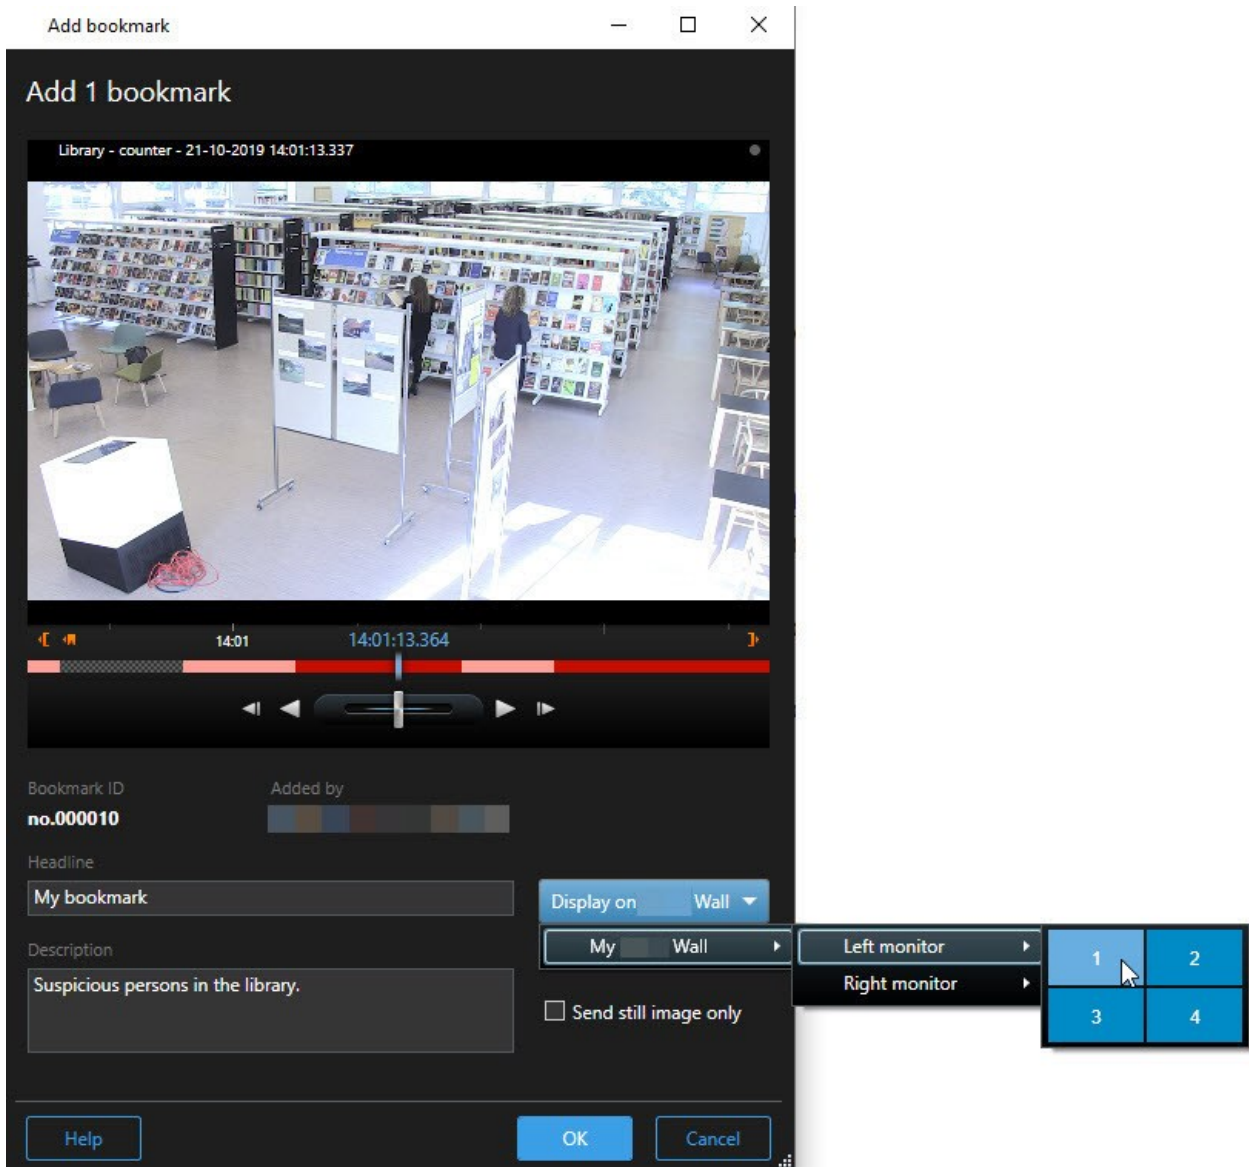 Add bookmark
Add 1 bookmark
Library - counter - 21-10-2019 14:01:13.337
14:01
14:01:13.364
Bookmark ID
Added by
no.000010
Headline
My bookmark
Display on Wall
My Wall
Left monitor
Right monitor
1
2
3
4
Description
Suspicious persons in the library.
Send still image only
Help
OK
Cancel